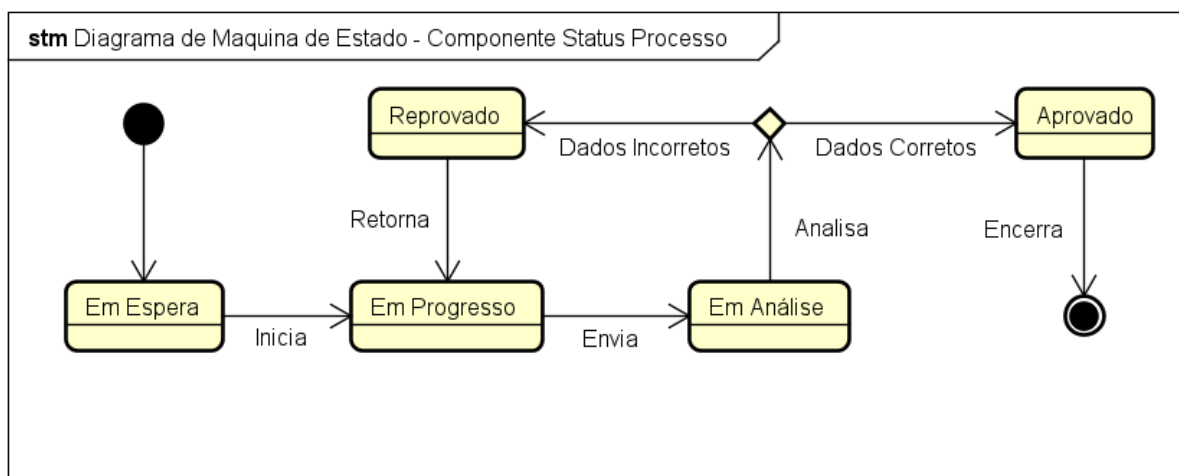 stm Diagrama de Maquina de Estado - Componente Status Processo
Reprovado
Aprovado
Dados Incorretos
Dados Corretos
Retorna
Analisa
Encerra
Em Espera
Em Progresso
Em Análise
Inicia
Envia